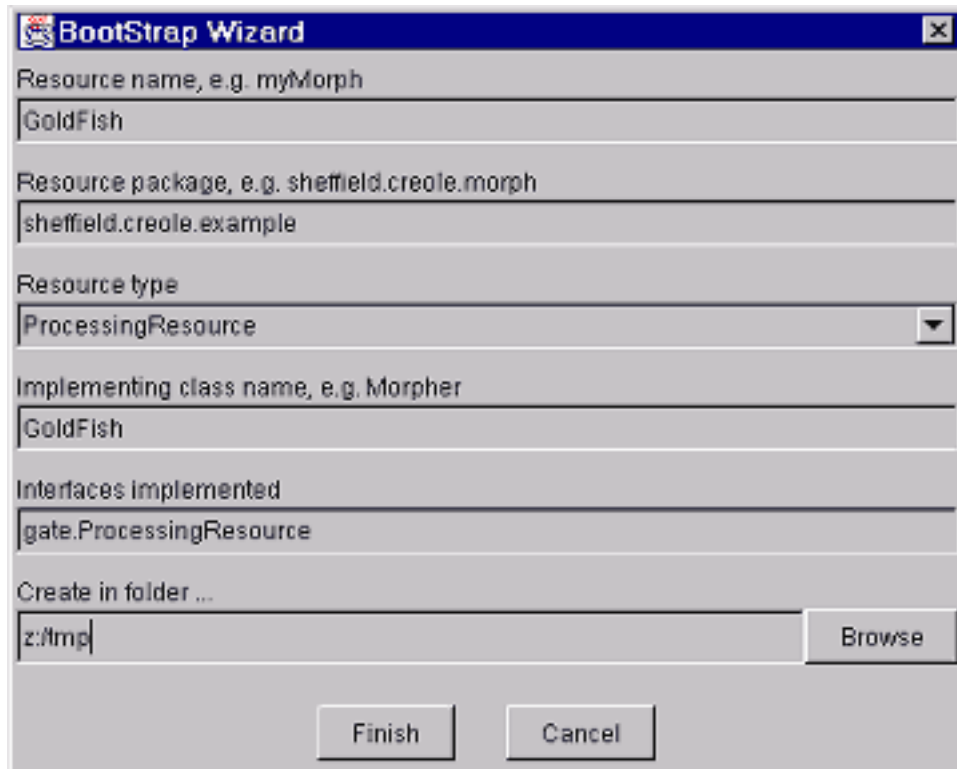 BootStrap Wizard
Resource name, e.g. myMorph
GoldFish
Resource package, e.g. sheffield.creole.morph
sheffield.creole.example
Resource type
ProcessingResource
Implementing class name, e.g. Morpher
GoldFish
Interfaces implemented
gate.ProcessingResource
Create in folder ...
z:/tmp
Browse
Finish
Cancel